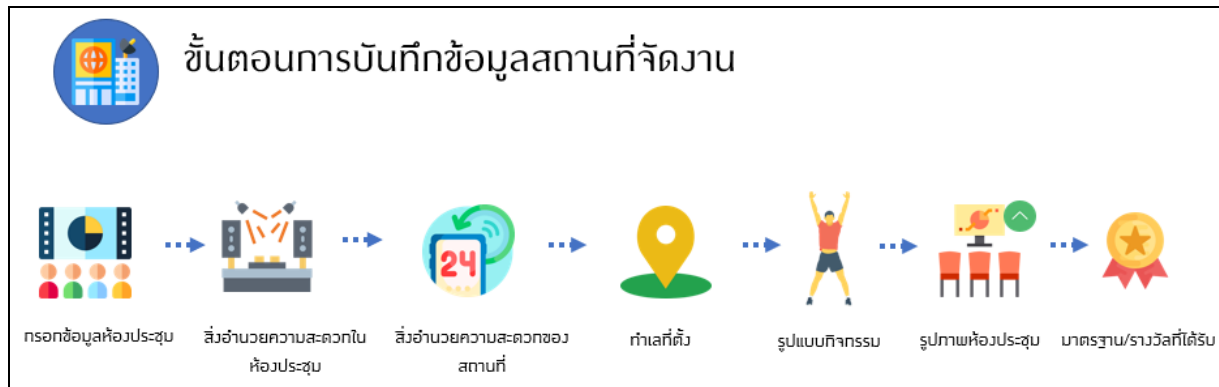 ขั้นตอนการบันทึกข้อมูลสถานที่จัดงาน
24
กรอกข้อมูลห้องประชุม
สิ่งอำนวยความสะดวกใน
ห้องประชุม
สิ่งอำนวยความสะดวกของ
สถานที่
ทำเลที่ตั้ง
รูปแบบกิจกรรม
รูปภาพห้องประชุม
มาตรฐาน/รางวัลที่ได้รับ